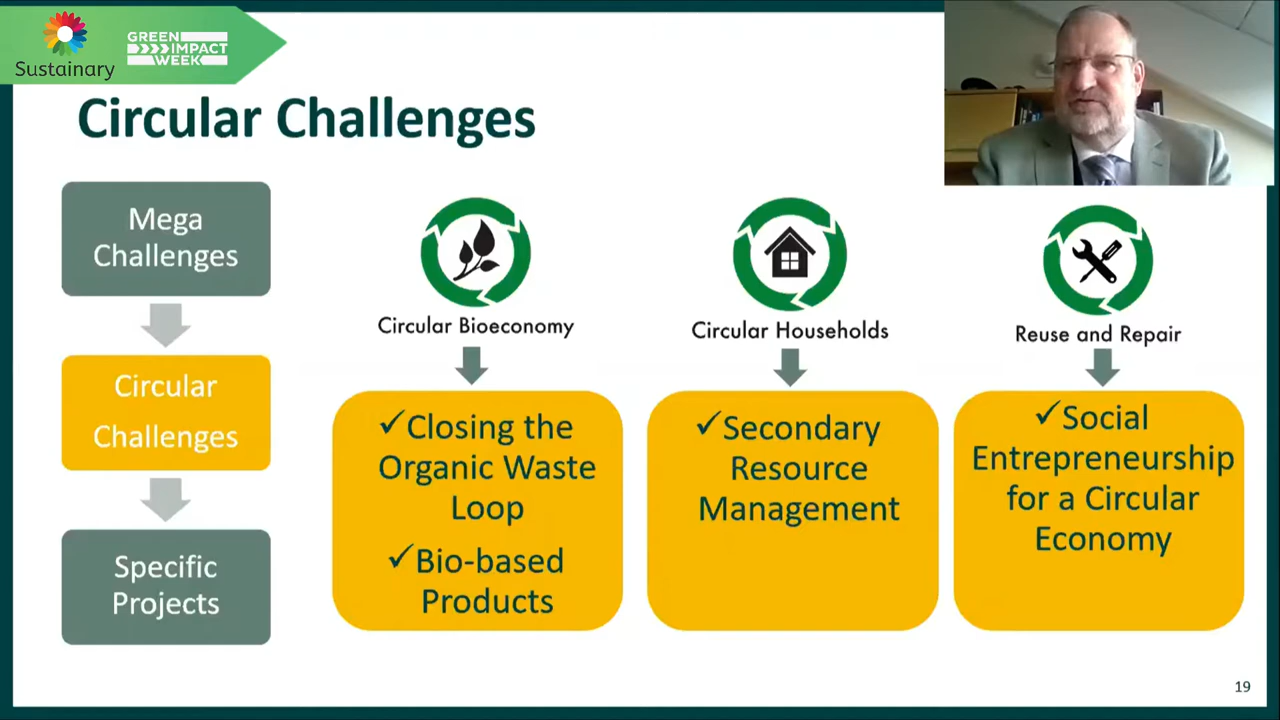 Sustainary
GREEN
IMPACT
WEEK
Circular Challenges
Mega
Challenges
Circular
Challenges
Specific
Projects
Circular Bioeconomy
✓Closing the
Organic Waste
Loop
✓Bio-based
Products
Circular Households
✓Secondary
Resource
Management
Reuse and Repair
✓Social
Entrepreneurship
for a Circular
Economy
19